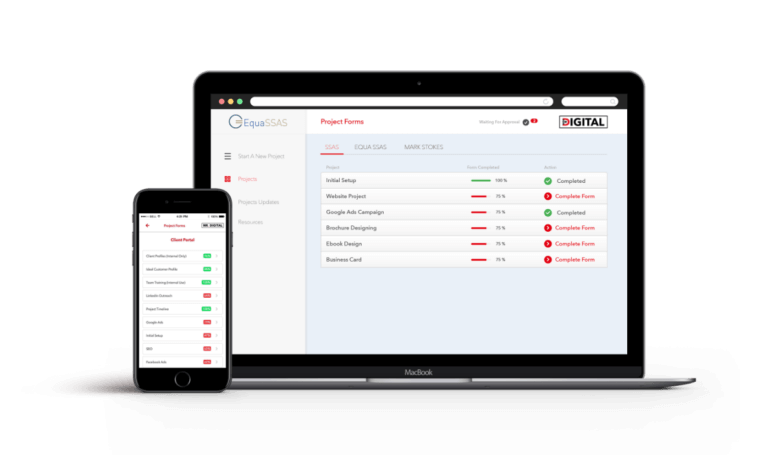 EquaSSAS
Project Forms
Waiting For Approval
DIGITAL
Start A New Project
Projects
Projects Updates
Resources
SSAS EQUA SSAS MARK STOKES
Project Form Completed Action
Initial Setup 100 % Completed
Website Project 75 % Complete Form
Google Ads Campaign 75 % Completed
Brochure Designing 75 % Complete Form
Ebook Design 75 % Complete Form
Business Card 75 % Complete Form
MacBook
Project Forms
DIGITAL
Client Portal
Client Profiles (Internal Only)
Ideal Customer Profile
Team Training (Internal Use)
LinkedIn Outreach
Project Timeline
Google Ads
Initial Setup
SEO
Facebook Ads